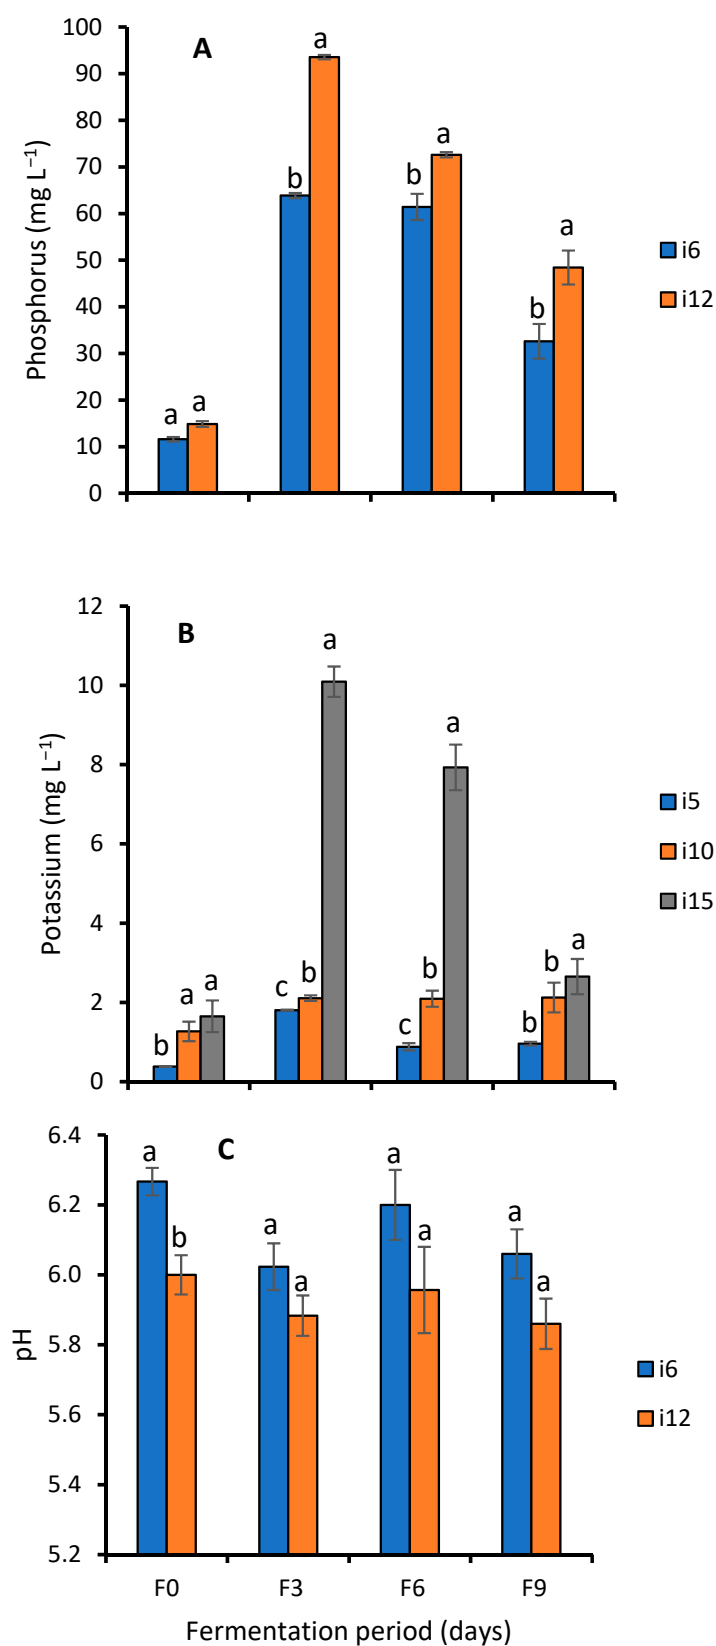 A
Phosphorus (mg L⁻¹)
100
90
80
70
60
50
40
30
20
10
0
a a
b a
b a
b a
i6
i12
B
Potassium (mg L⁻¹)
12
10
8
6
4
2
0
b a a
c b a
c b a
b b a
i5
i10
i15
C
pH
6.4
6.2
6.0
5.8
5.6
5.4
5.2
a b
a a
a a
a a
i6
i12
F0 F3 F6 F9
Fermentation period (days)